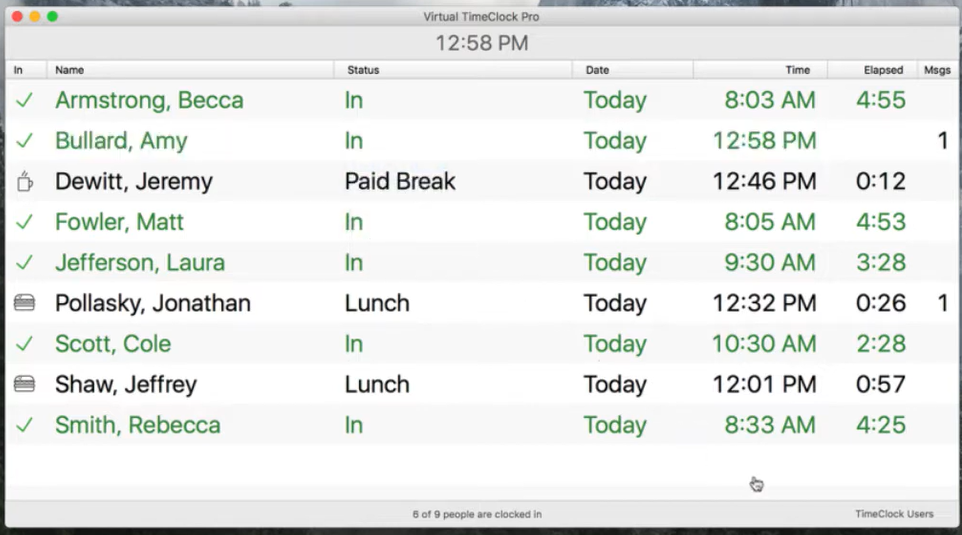 Virtual TimeClock Pro
12:58 PM
In Name Status Date Time Elapsed Msgs
Armstrong, Becca In Today 8:03 AM 4:55
Bullard, Amy In Today 12:58 PM 1
Dewitt, Jeremy Paid Break Today 12:46 PM 0:12
Fowler, Matt In Today 8:05 AM 4:53
Jefferson, Laura In Today 9:30 AM 3:28
Pollasky, Jonathan Lunch Today 12:32 PM 0:26 1
Scott, Cole In Today 10:30 AM 2:28
Shaw, Jeffrey Lunch Today 12:01 PM 0:57
Smith, Rebecca In Today 8:33 AM 4:25
6 of 9 people are clocked in TimeClock Users